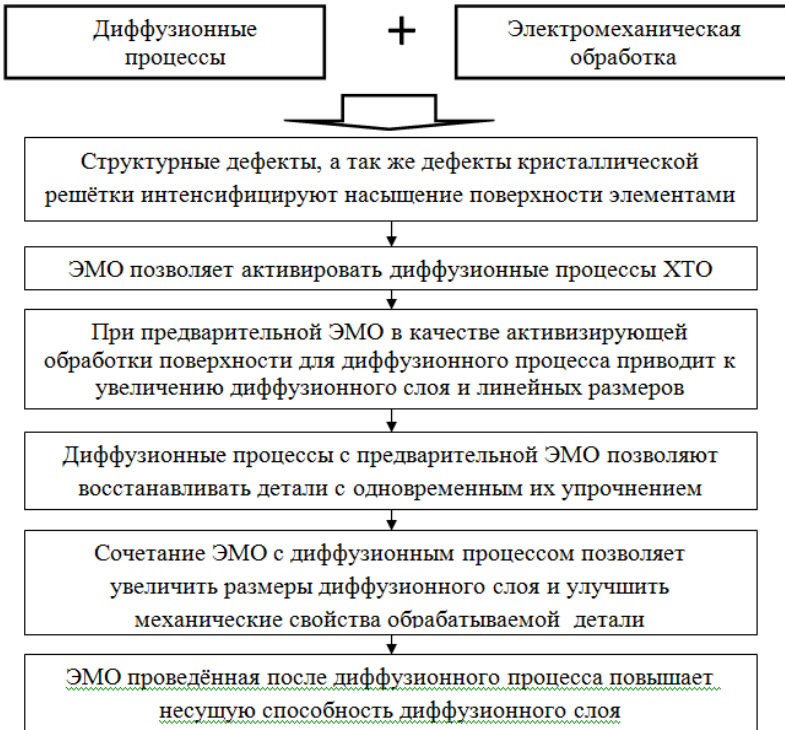 Диффузионные
процессы
+
Электромеханическая
обработка
Структурные дефекты, а так же дефекты кристаллической
решётки интенсифицируют насыщение поверхности элементами
ЭМО позволяет активировать диффузионные процессы ХТО
При предварительной ЭМО в качестве активизирующей
обработки поверхности для диффузионного процесса приводит к
увеличению диффузионного слоя и линейных размеров
Диффузионные процессы с предварительной ЭМО позволяют
восстанавливать детали с одновременным их упрочнением
Сочетание ЭМО с диффузионным процессом позволяет
увеличить размеры диффузионного слоя и улучшить
механические свойства обрабатываемой детали
ЭМО проведённая после диффузионного процесса повышает
несущую способность диффузионного слоя